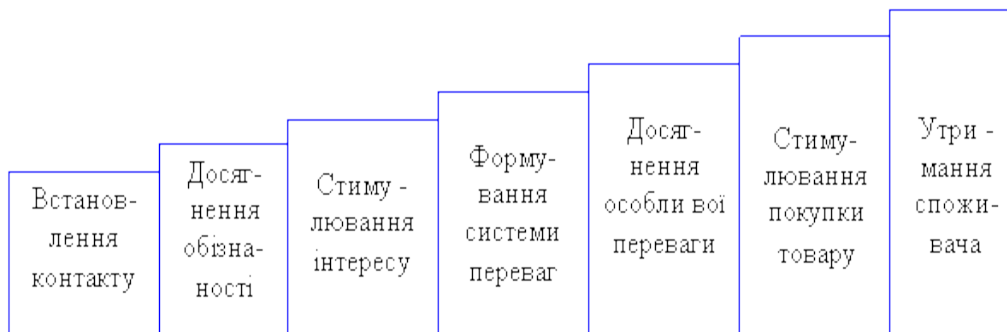 Встанов-
лення
контакту
Досяг-
нення
обізна-
ності
Стиму -
лювання
інтересу
Форму-
вання
системи
переваг
Досяг-
нення
особли вої
переваги
Стиму-
лювання
покупки
товару
Утри -
мання
спожи-
вача